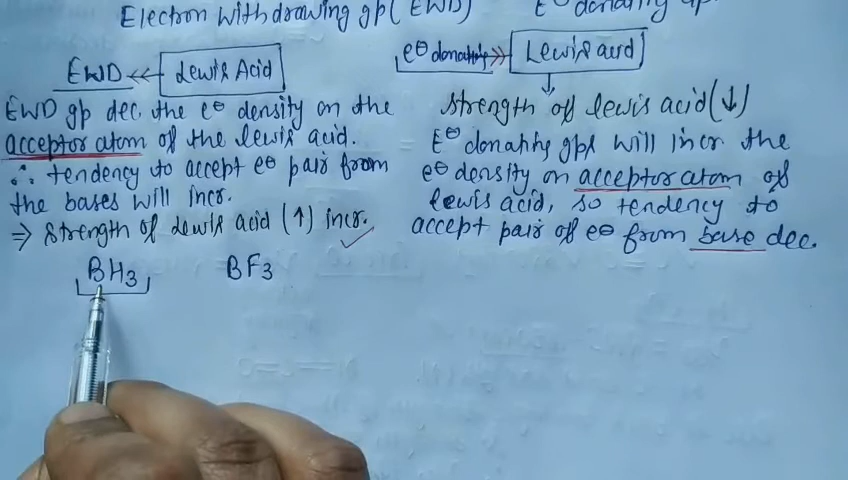 Electron withdrawing gp( EWD) e⊖ donating gp
EWD << Lewis Acid
EWD gp dec. the e⊖ density on the
acceptor atom of the lewis acid.
∴ tendency to accept e⊖ pair from
the bases will incr.
⇒ strength of Lewis acid (↑) incr.
BH3 BF3
e⊖ donating >> Lewis acid
strength of lewis acid(↓)
E⊖ donating gps will incr the
e⊖ density on acceptor atom of
lewis acid, so tendency to
accept pair of e⊖ from base dec.